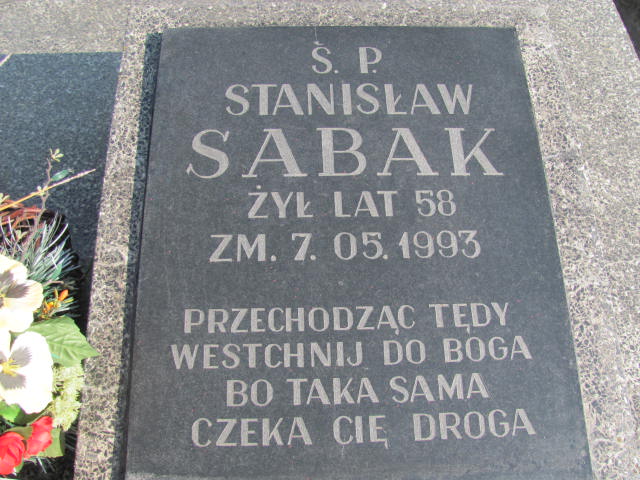 Ś. P.
STANISŁAW
SABAK
ŻYŁ LAT 58
ZM. 7. 05. 1993
PRZECHODZĄC TĘDY
WESTCHNIJ DO BOGA
BO TAKA SAMA
CZEKA CIĘ DROGA